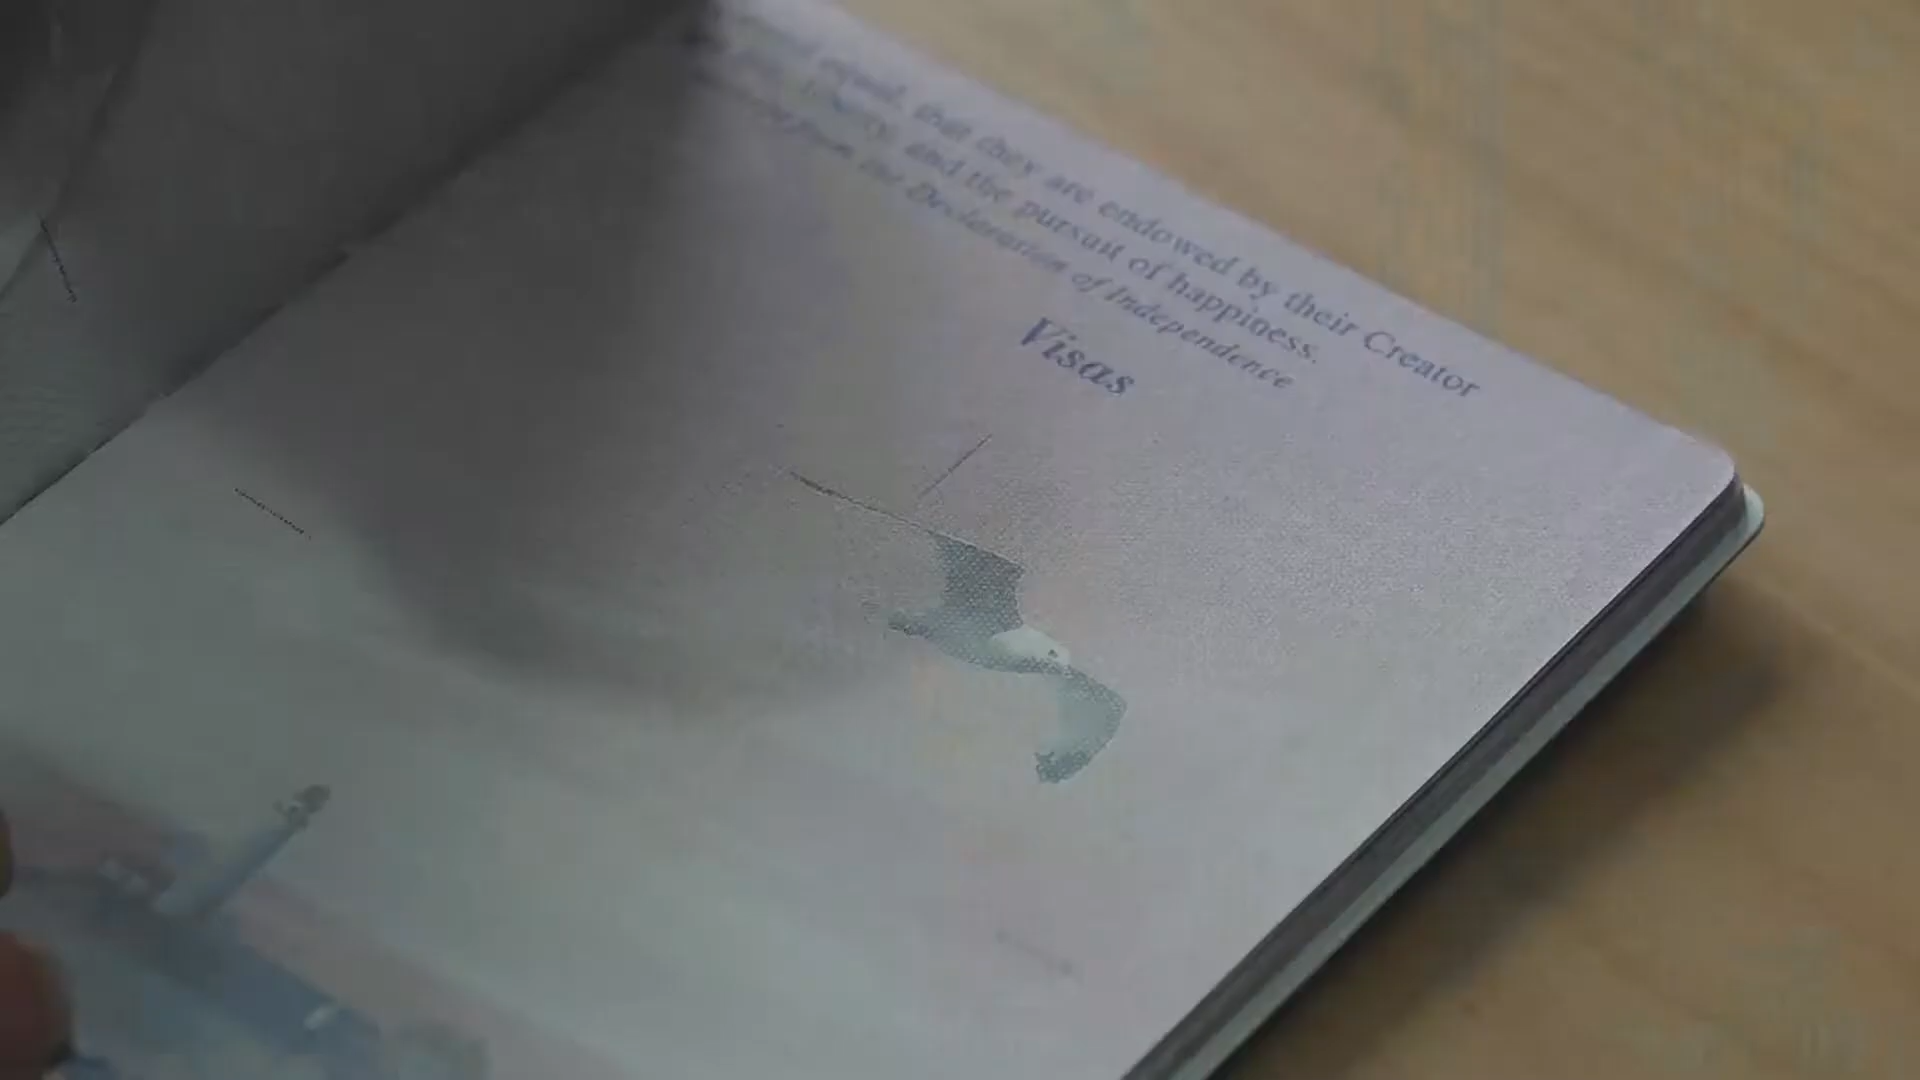 equal, that they are endowed by their Creator
Liberty, and the pursuit of happiness.
from the Declaration of Independence
Visas